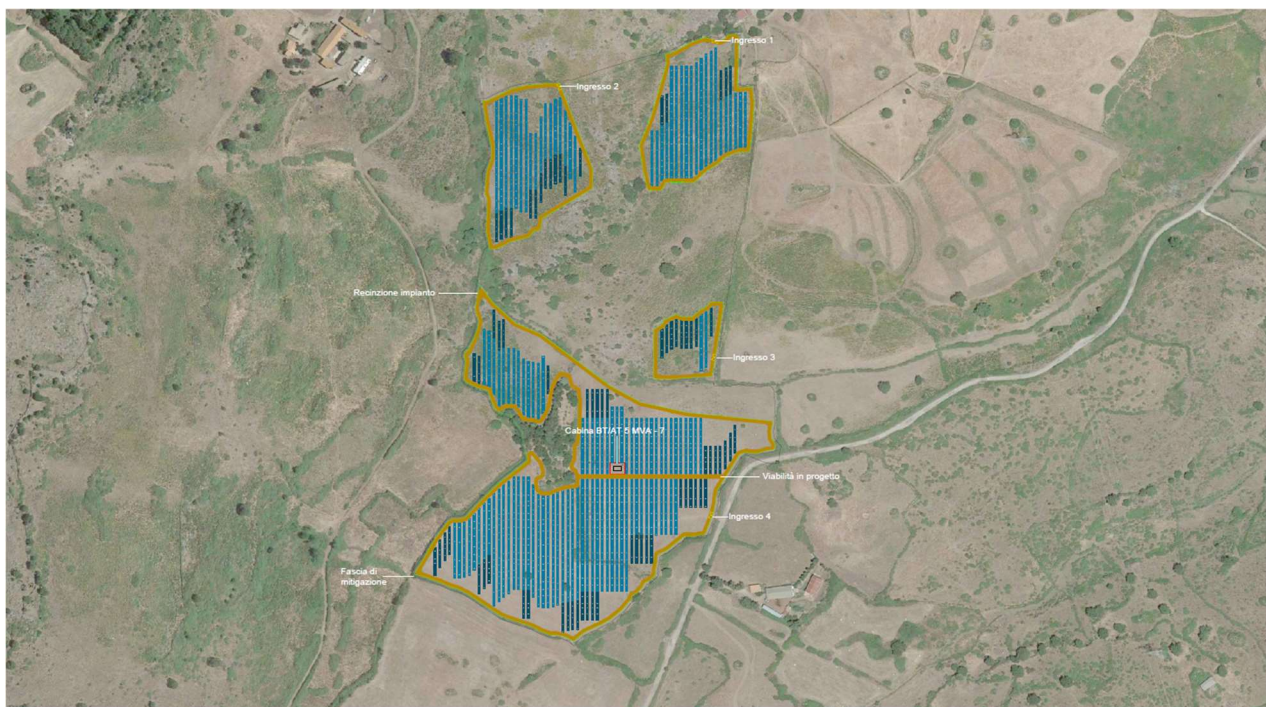 Ingresso 1
Ingresso 2
Recinzione impianto
Ingresso 3
Cabina BT/AT 5 MVA - 7
Viabilità in progetto
Ingresso 4
Fascia di
mitigazione